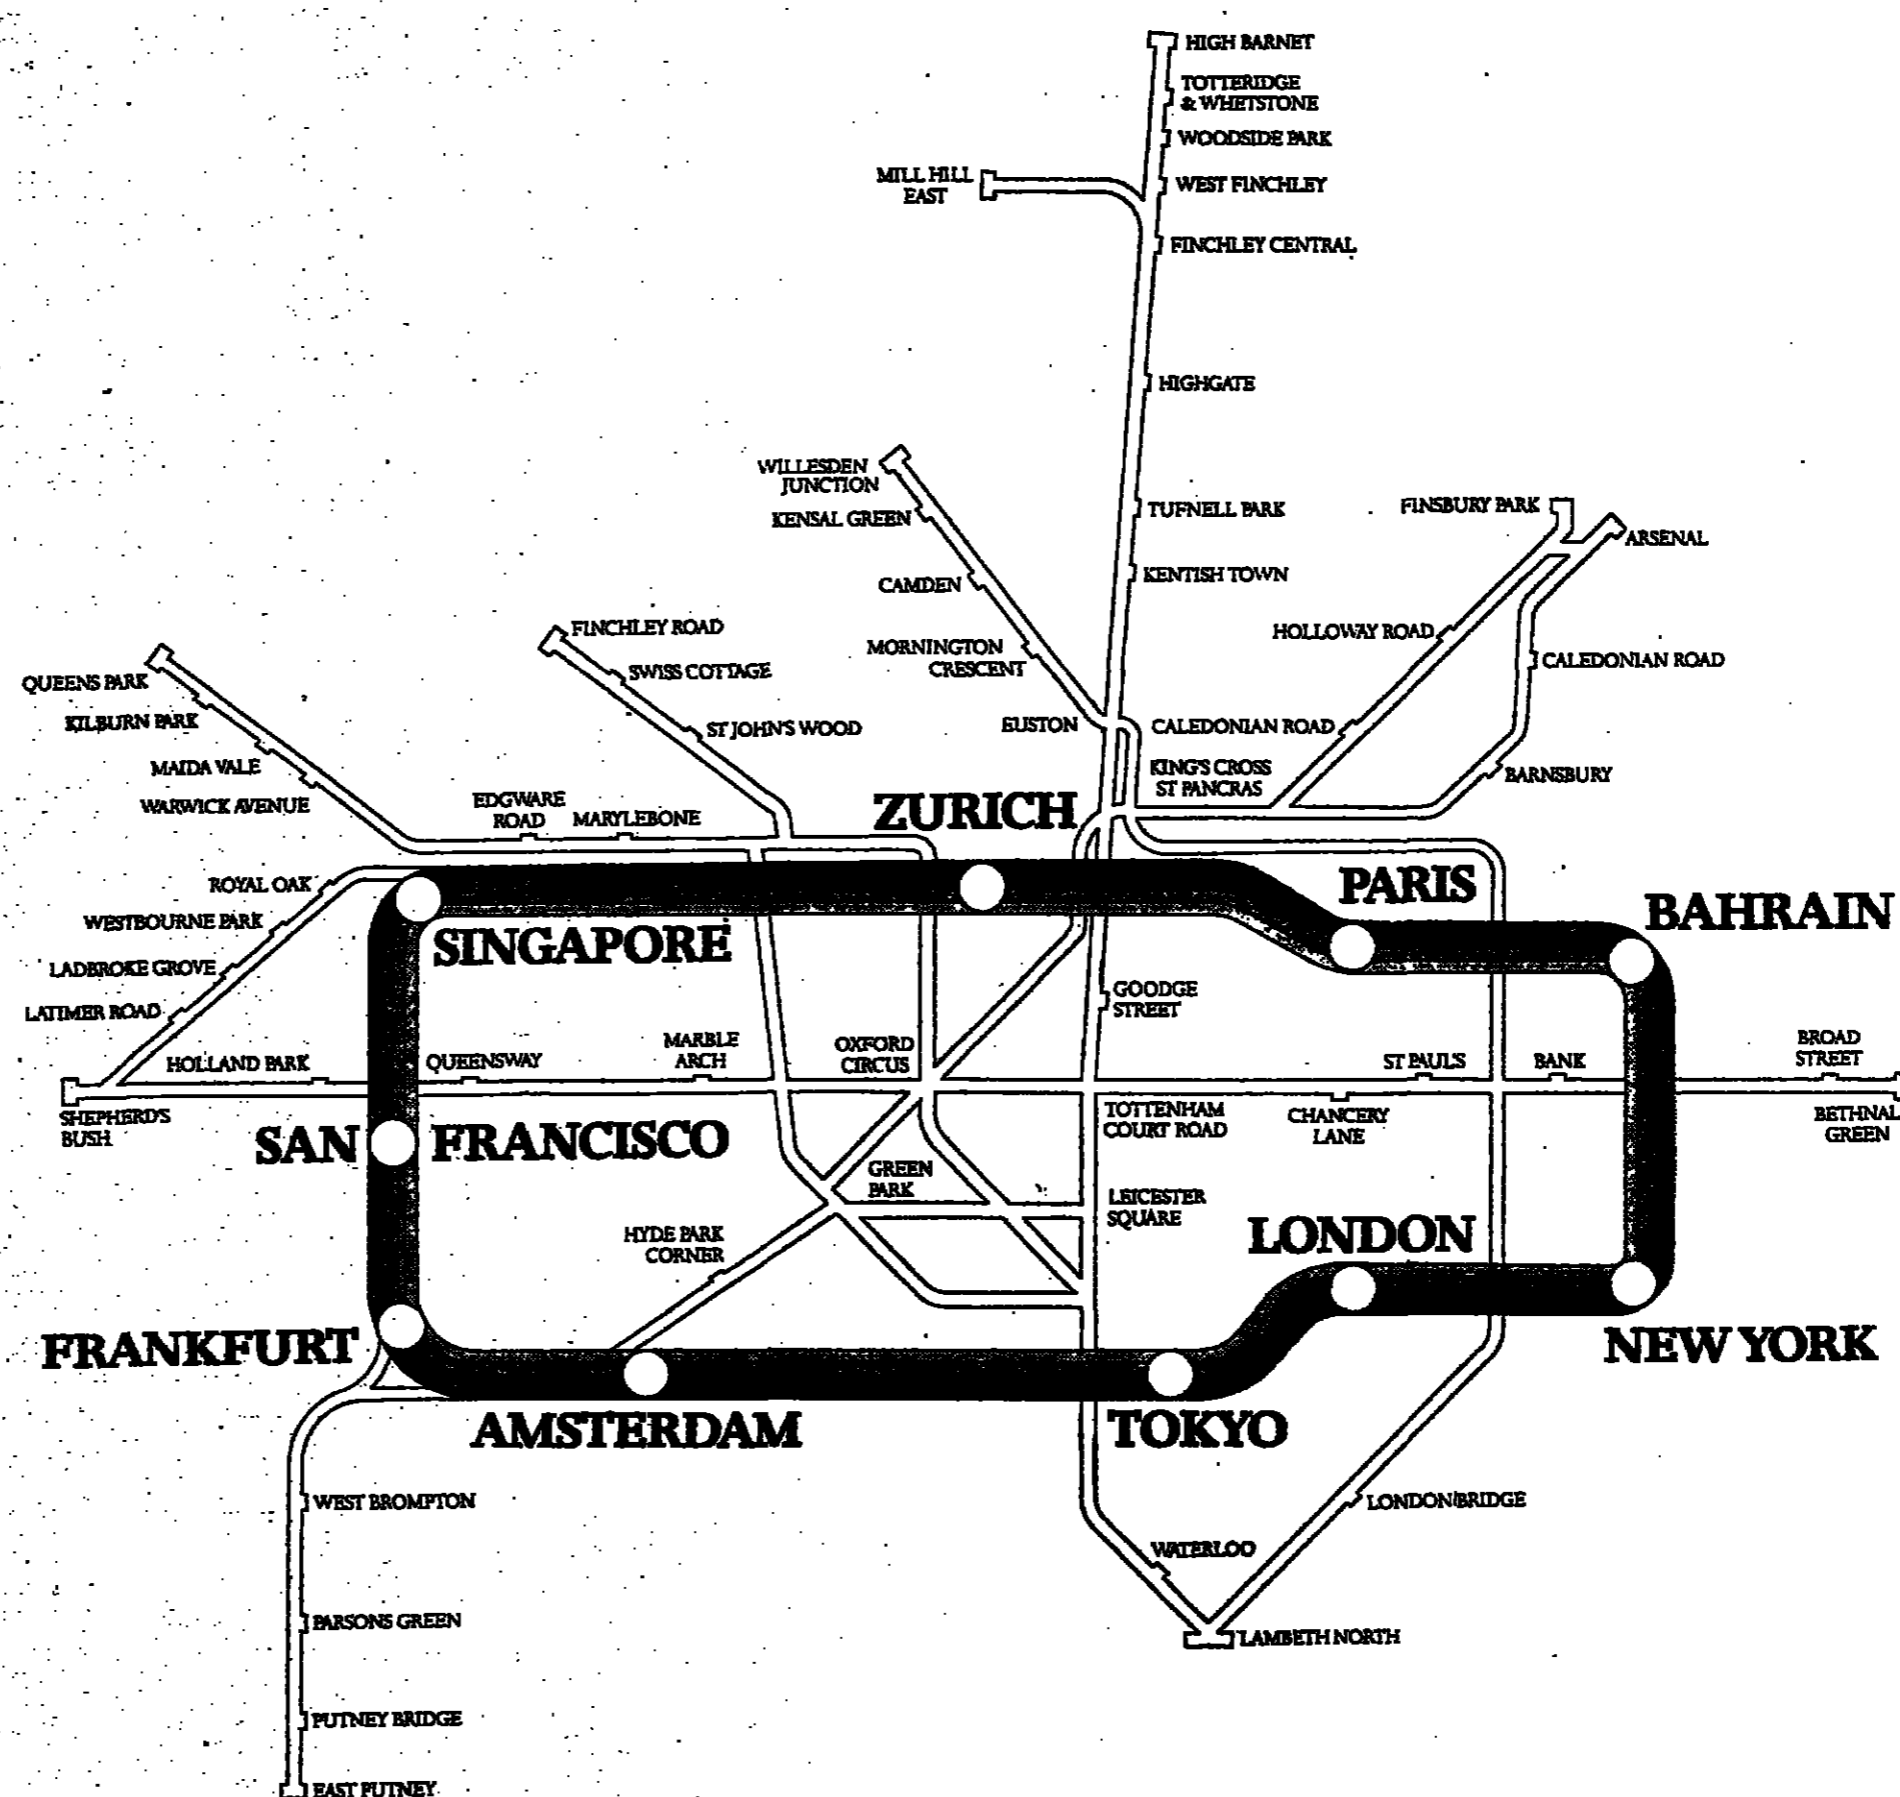 HIGH BARNET
TOTTERIDGE
& WHETSTONE
WOODSIDE PARK
MILL HILL
EAST
WEST FINCHLEY
FINCHLEY CENTRAL
HIGHGATE
WILLESDEN
JUNCTION
KENSAL GREEN
TUFNELL PARK
FINSBURY PARK
ARSENAL
CAMDEN
KENTISH TOWN
FINCHLEY ROAD
SWISS COTTAGE
MORNINGTON
CRESCENT
HOLLOWAY ROAD
CALEDONIAN ROAD
QUEENS PARK
KILBURN PARK
MAIDA VALE
WARWICK AVENUE
ST JOHN'S WOOD
EUSTON
CALEDONIAN ROAD
KING'S CROSS
ST PANCRAS
BARNSBURY
EDGWARE
ROAD
MARYLEBONE
ZURICH
ROYAL OAK
PARIS
BAHRAIN
WESTBOURNE PARK
SINGAPORE
LADBROKE GROVE
LATIMER ROAD
GOODGE
STREET
HOLLAND PARK
QUEENSWAY
MARBLE
ARCH
OXFORD
CIRCUS
ST PAUL'S
BANK
BROAD
STREET
SHEPHERD'S
BUSH
TOTTENHAM
COURT ROAD
CHANCERY
LANE
BETHNAL
GREEN
SAN FRANCISCO
GREEN
PARK
LEICESTER
SQUARE
HYDE PARK
CORNER
LONDON
FRANKFURT
NEW YORK
AMSTERDAM
TOKYO
WEST BROMPTON
LONDON BRIDGE
WATERLOO
PARSONS GREEN
LAMBETH NORTH
PUTNEY BRIDGE
EAST PUTNEY